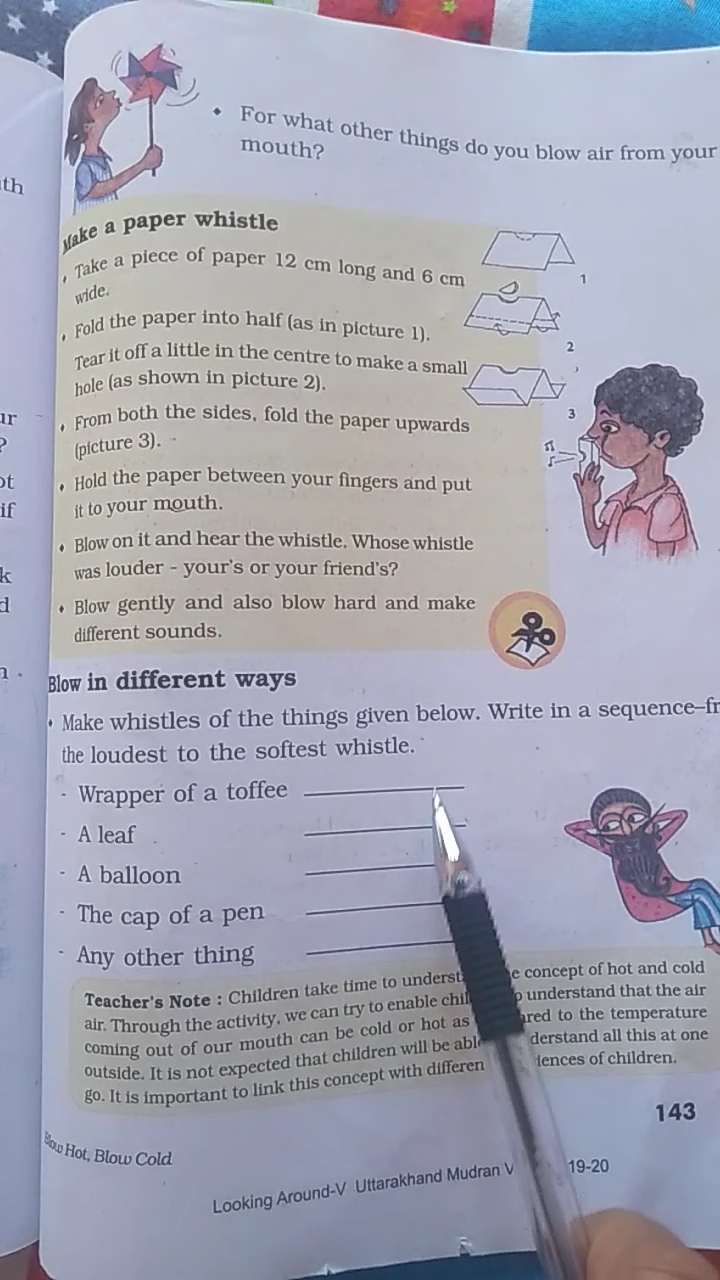 th
• For what other things do you blow air from your
mouth?
Make a paper whistle
• Take a piece of paper 12 cm long and 6 cm
wide.
• Fold the paper into half (as in picture 1).
Tear it off a little in the centre to make a small
hole (as shown in picture 2).
• From both the sides, fold the paper upwards
(picture 3).
• Hold the paper between your fingers and put
it to your mouth.
• Blow on it and hear the whistle. Whose whistle
was louder - your's or your friend's?
• Blow gently and also blow hard and make
different sounds.
1
2
3
Blow in different ways
• Make whistles of the things given below. Write in a sequence–fr
the loudest to the softest whistle.
- Wrapper of a toffee
- A leaf
- A balloon
- The cap of a pen
- Any other thing
Teacher's Note : Children take time to underst e concept of hot and cold
air. Through the activity, we can try to enable chil understand that the air
coming out of our mouth can be cold or hot as red to the temperature
outside. It is not expected that children will be abl derstand all this at one
go. It is important to link this concept with differen iences of children.
143
Blow Hot, Blow Cold
Looking Around-V Uttarakhand Mudran V 19-20